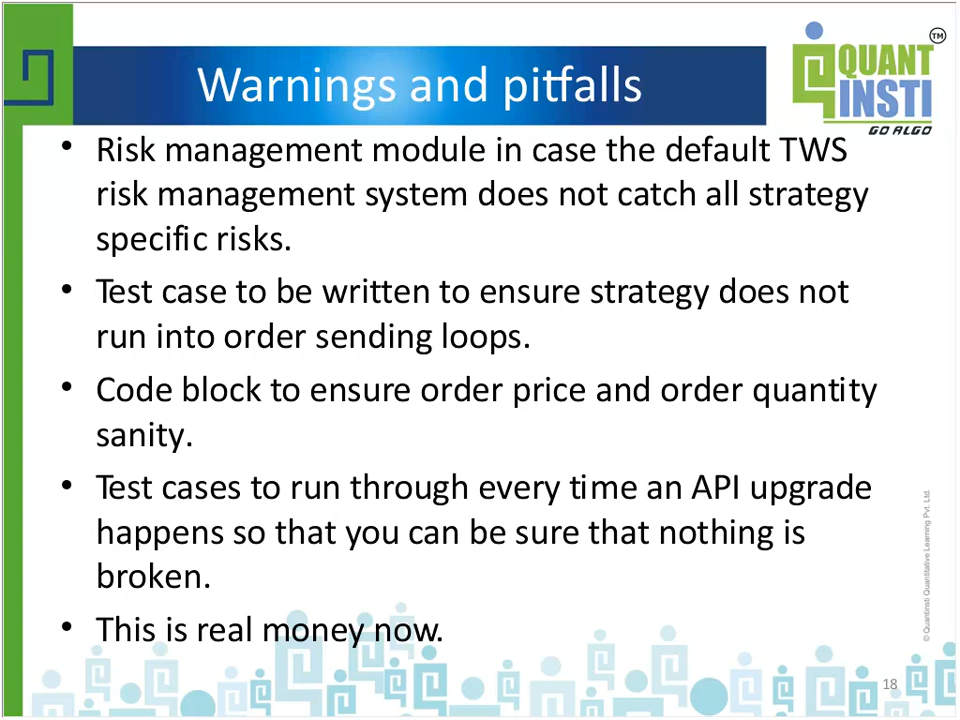 Warnings and pitfalls
QUANT
INSTI
GO ALGO
TM
• Risk management module in case the default TWS
risk management system does not catch all strategy
specific risks.
• Test case to be written to ensure strategy does not
run into order sending loops.
• Code block to ensure order price and order quantity
sanity.
• Test cases to run through every time an API upgrade
happens so that you can be sure that nothing is
broken.
• This is real money now.
© Quantinsti Quantitative Learning Pvt. Ltd.
18